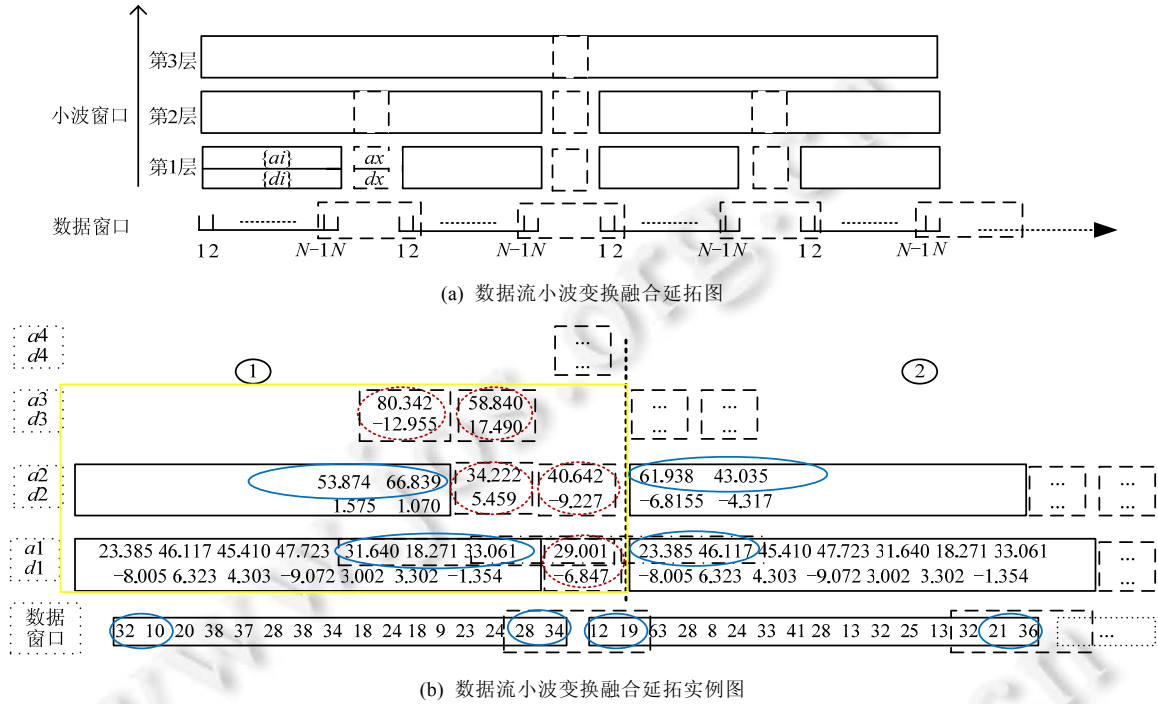 第3层
小波窗口 第2层
第1层 {ai} ax
{di} dx
数据窗口
1 2 N−1 N 1 2 N−1 N 1 2 N−1 N 1 2 N−1 N
(a) 数据流小波变换融合延拓图
a4 ...
d4 ...
1 2
a3 80.342 58.840 ... ...
d3 −12.955 17.490 ... ...
a2 53.874 66.839 34.222 40.642 61.938 43.035 ... ...
d2 1.575 1.070 5.459 −9.227 −6.8155 −4.317 ... ...
a1 23.385 46.117 45.410 47.723 31.640 18.271 33.061 29.001 23.385 46.117 45.410 47.723 31.640 18.271 33.061 ...
d1 −8.005 6.323 4.303 −9.072 3.002 3.302 −1.354 −6.847 −8.005 6.323 4.303 −9.072 3.002 3.302 −1.354 ...
数据
窗口
32 10 20 38 37 28 38 34 18 24 18 9 23 24 28 34 12 19 63 28 8 24 33 41 28 13 32 25 13 32 21 36 ...
(b) 数据流小波变换融合延拓实例图